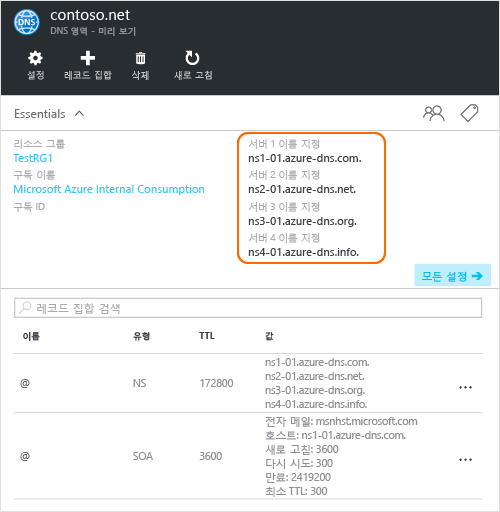 DNS
contoso.net
DNS 영역 - 미리 보기
설정
레코드 집합
삭제
새로 고침
Essentials
리소스 그룹
TestRG1
구독 이름
Microsoft Azure Internal Consumption
구독 ID
서버 1 이름 지정
ns1-01.azure-dns.com.
서버 2 이름 지정
ns2-01.azure-dns.net.
서버 3 이름 지정
ns3-01.azure-dns.org.
서버 4 이름 지정
ns4-01.azure-dns.info.
모든 설정
레코드 집합 검색
이름 유형 TTL 값
@ NS 172800
ns1-01.azure-dns.com.
ns2-01.azure-dns.net.
ns3-01.azure-dns.org.
ns4-01.azure-dns.info.
@ SOA 3600
전자 메일: msnhst.microsoft.com
호스트: ns1-01.azure-dns.com.
새로 고침: 3600
다시 시도: 300
만료: 2419200
최소 TTL: 300